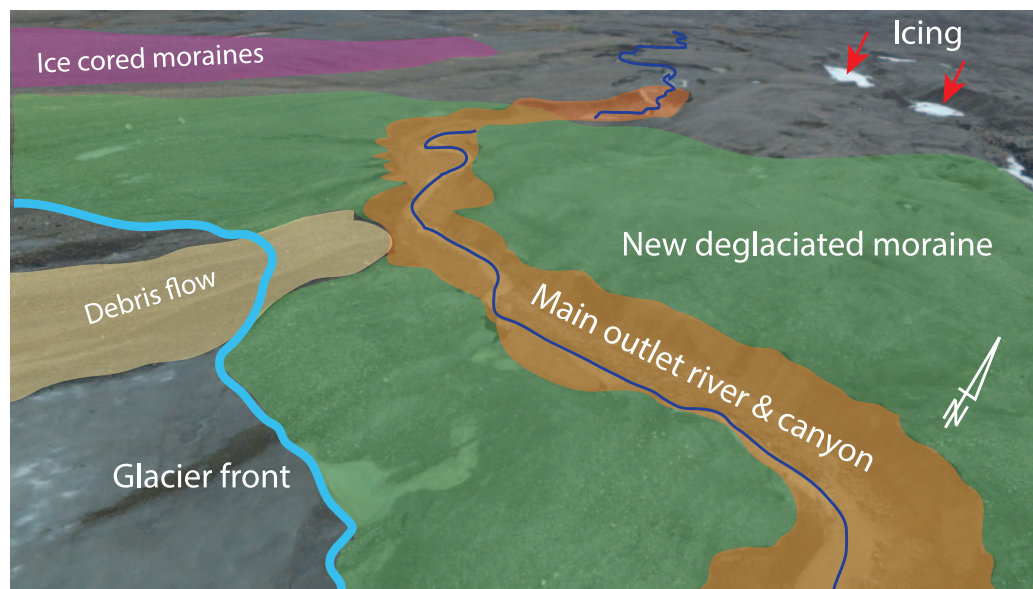 Ice cored moraines
Icing
New deglaciated moraine
Debris flow
Main outlet river & canyon
Glacier front
N